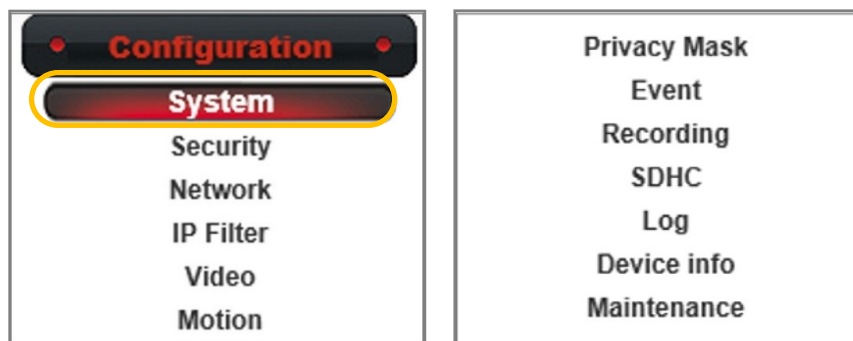 Configuration
System
Security
Network
IP Filter
Video
Motion
Privacy Mask
Event
Recording
SDHC
Log
Device info
Maintenance